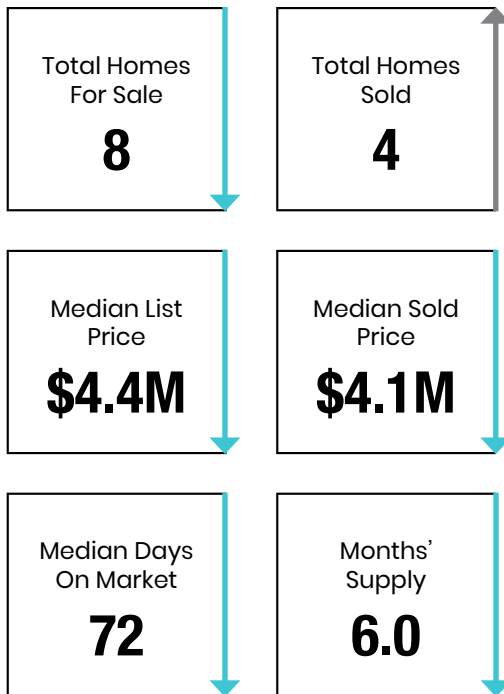 Total Homes
For Sale
8
Total Homes
Sold
4
Median List
Price
$4.4M
Median Sold
Price
$4.1M
Median Days
On Market
72
Months’
Supply
6.0